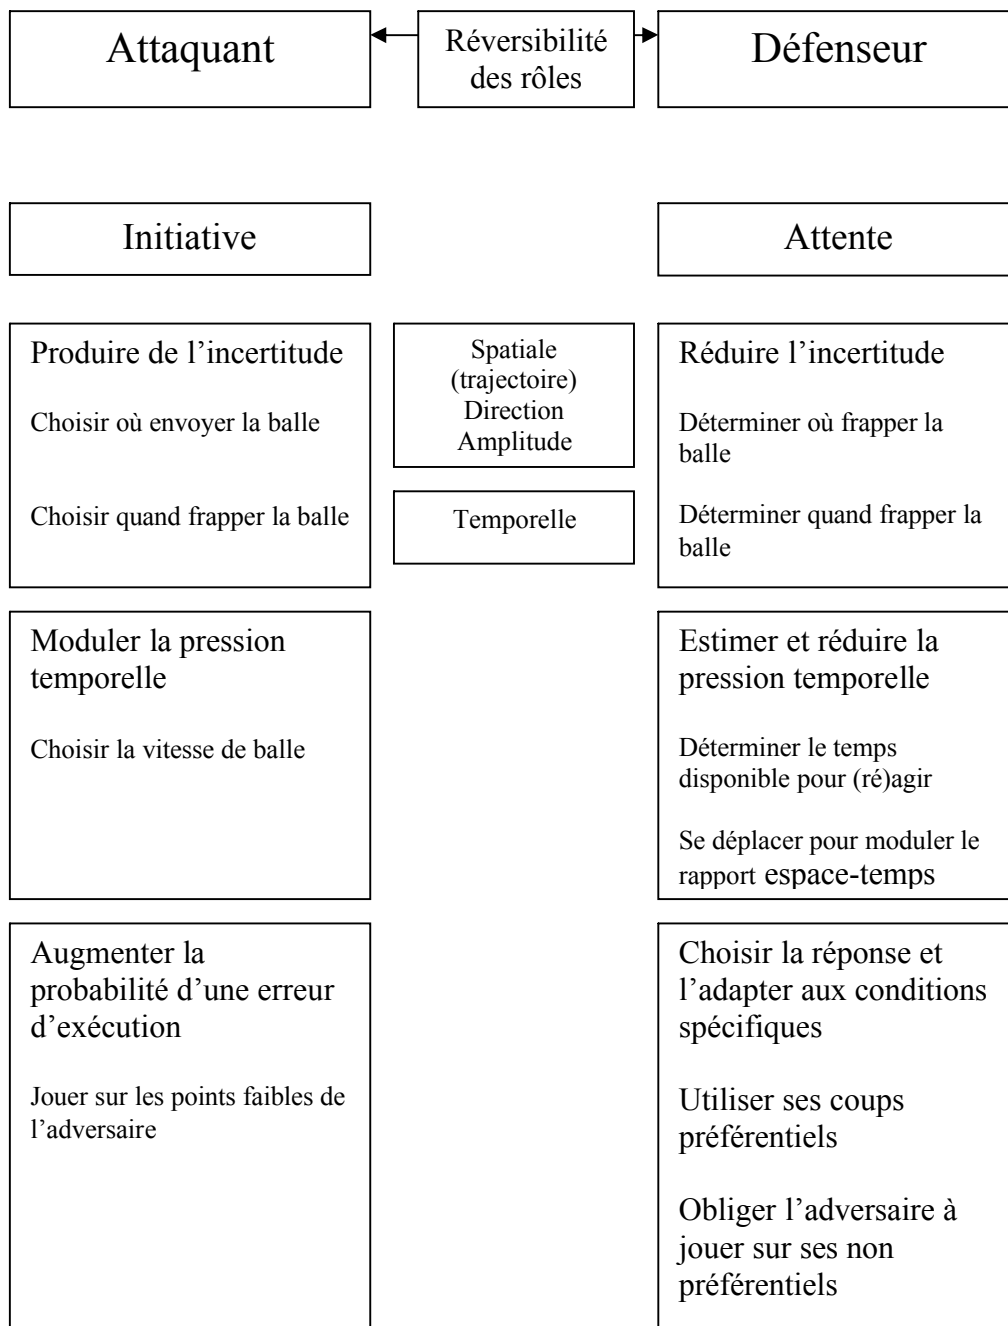 Attaquant
Réversibilité
des rôles
Défenseur
Initiative
Attente
Produire de l’incertitude
Choisir où envoyer la balle
Choisir quand frapper la balle
Spatiale
(trajectoire)
Direction
Amplitude
Temporelle
Réduire l’incertitude
Déterminer où frapper la
balle
Déterminer quand frapper la
balle
Moduler la pression
temporelle
Choisir la vitesse de balle
Estimer et réduire la
pression temporelle
Déterminer le temps
disponible pour (ré)agir
Se déplacer pour moduler le
rapport espace-temps
Augmenter la
probabilité d’une erreur
d’exécution
Jouer sur les points faibles de
l’adversaire
Choisir la réponse et
l’adapter aux conditions
spécifiques
Utiliser ses coups
préférentiels
Obliger l’adversaire à
jouer sur ses non
préférentiels